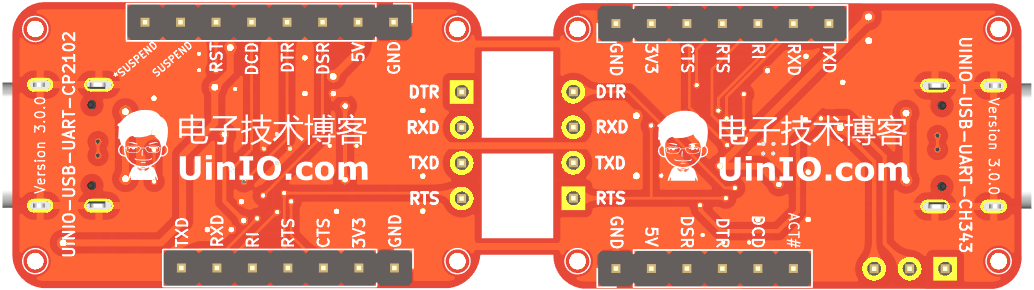 *SUSPEND
SUSPEND
RST
DCD
DTR
DSR
5V
GND
UINIO-USB-UART-CP2102
Version 3.0.0
电子技术博客
UinIO.com
DTR
RXD
TXD
RTS
TXD
RXD
RI
RTS
CTS
3V3
GND
GND
3V3
CTS
RTS
RI
RXD
TXD
DTR
RXD
TXD
RTS
电子技术博客
UinIO.com
UINIO-USB-UART-CH343
Version 3.0.0
GND
5V
DSR
DTR
DCD
ACT#